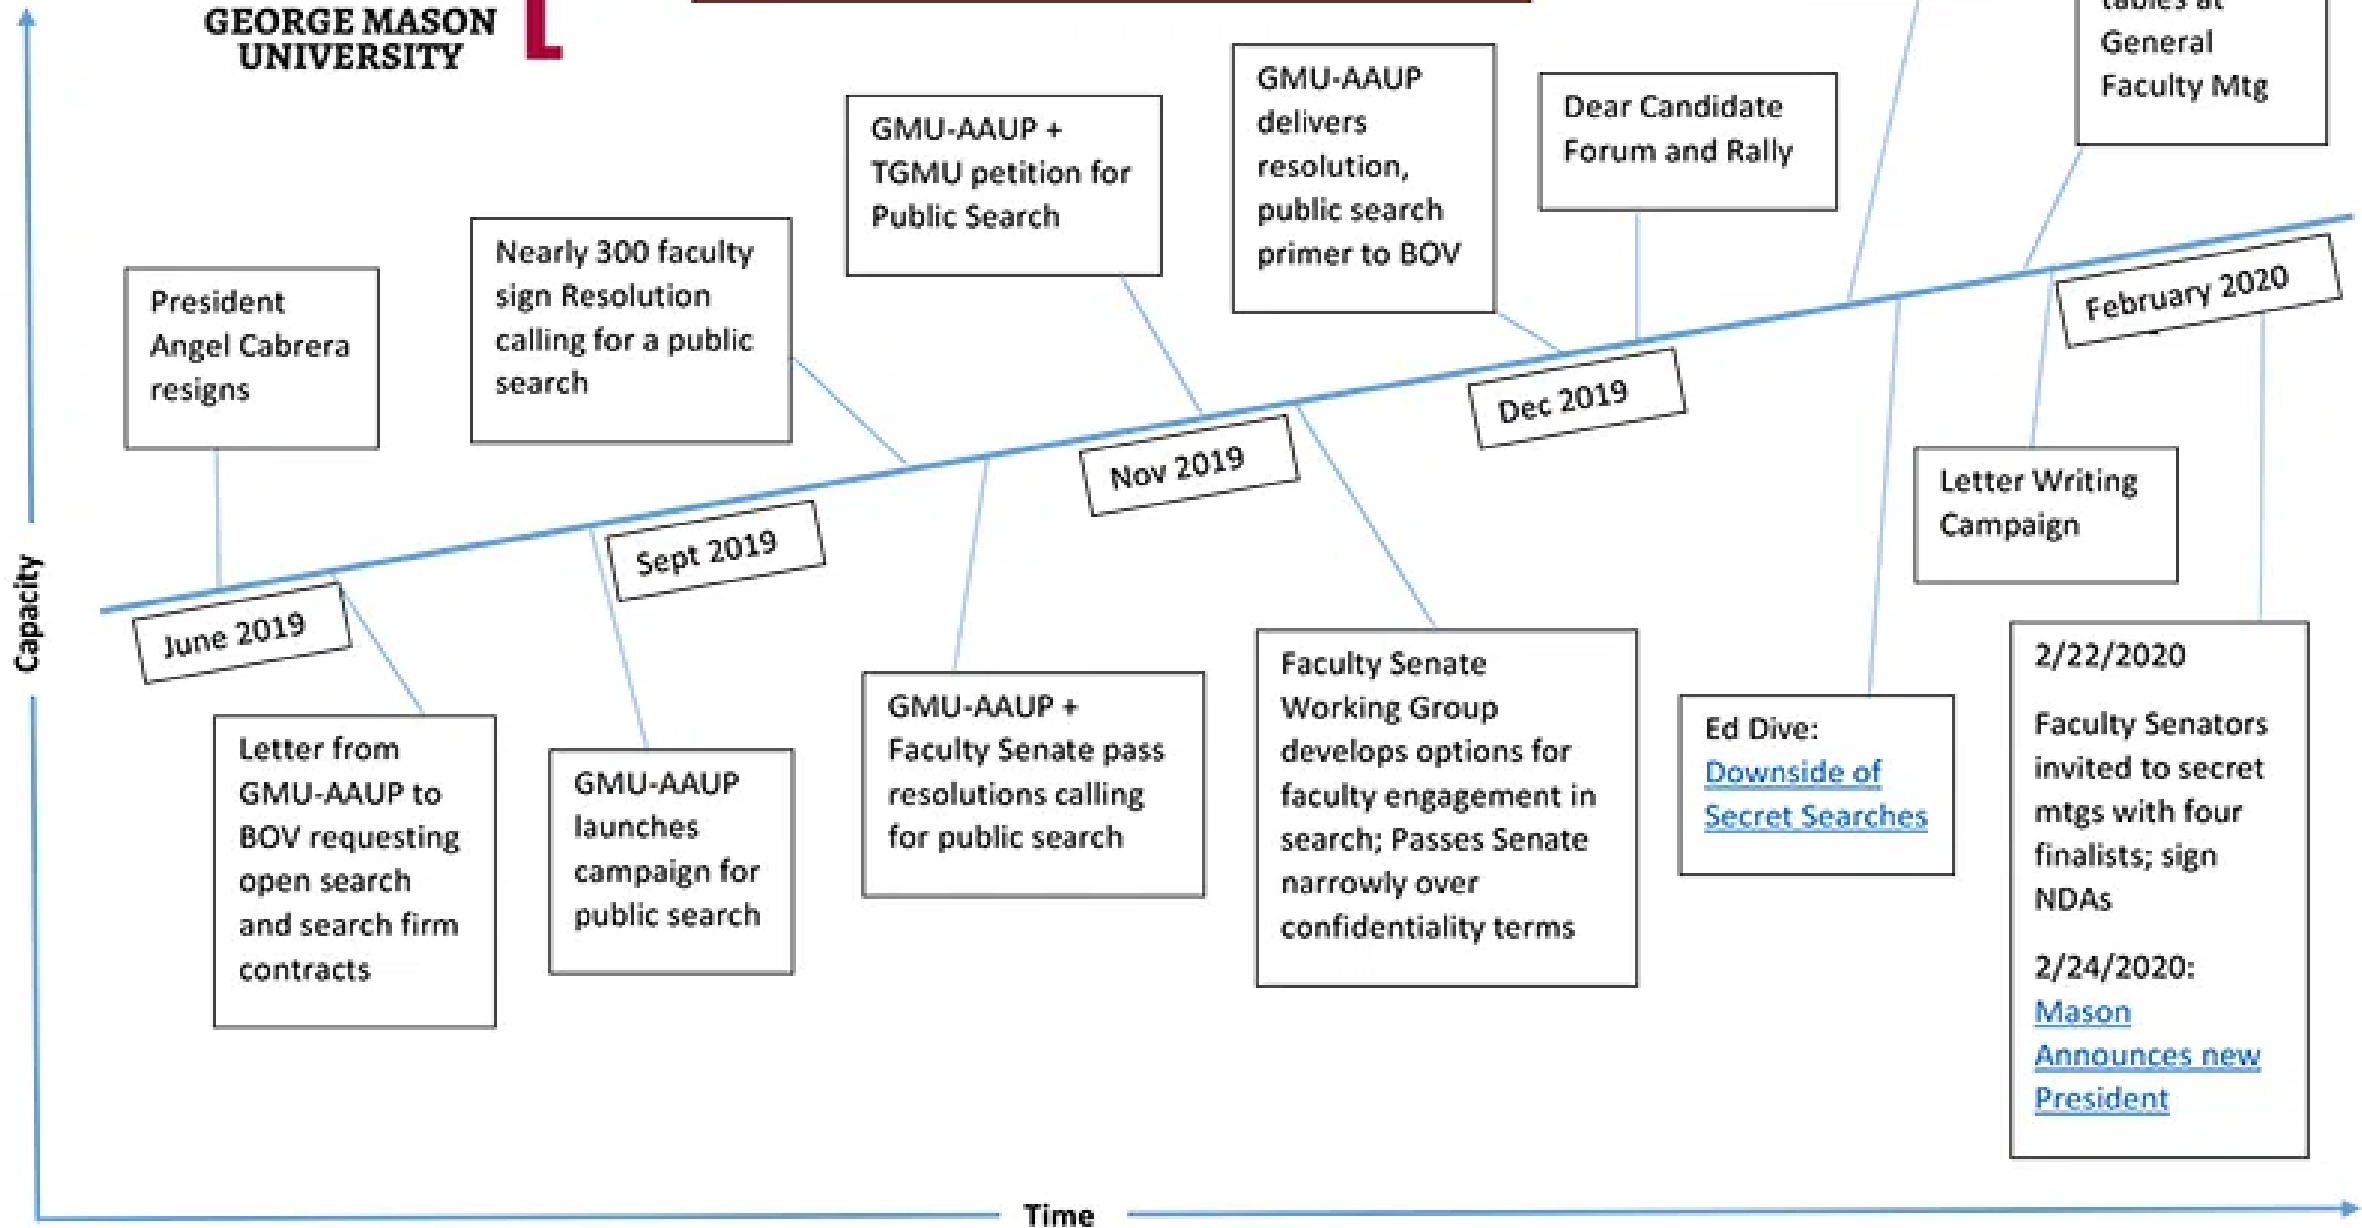 GEORGE MASON
UNIVERSITY
tables at
General
Faculty Mtg
GMU-AAUP
delivers
resolution,
public search
primer to BOV
Dear Candidate
Forum and Rally
GMU-AAUP +
TGMU petition for
Public Search
Nearly 300 faculty
sign Resolution
calling for a public
search
President
Angel Cabrera
resigns
February 2020
Dec 2019
Nov 2019
Sept 2019
June 2019
Capacity
Letter Writing
Campaign
Letter from
GMU-AAUP to
BOV requesting
open search
and search firm
contracts
GMU-AAUP
launches
campaign for
public search
GMU-AAUP +
Faculty Senate pass
resolutions calling
for public search
Faculty Senate
Working Group
develops options for
faculty engagement in
search; Passes Senate
narrowly over
confidentiality terms
Ed Dive:
Downside of
Secret Searches
2/22/2020
Faculty Senators
invited to secret
mtgs with four
finalists; sign
NDAs
2/24/2020:
Mason
Announces new
President
Time